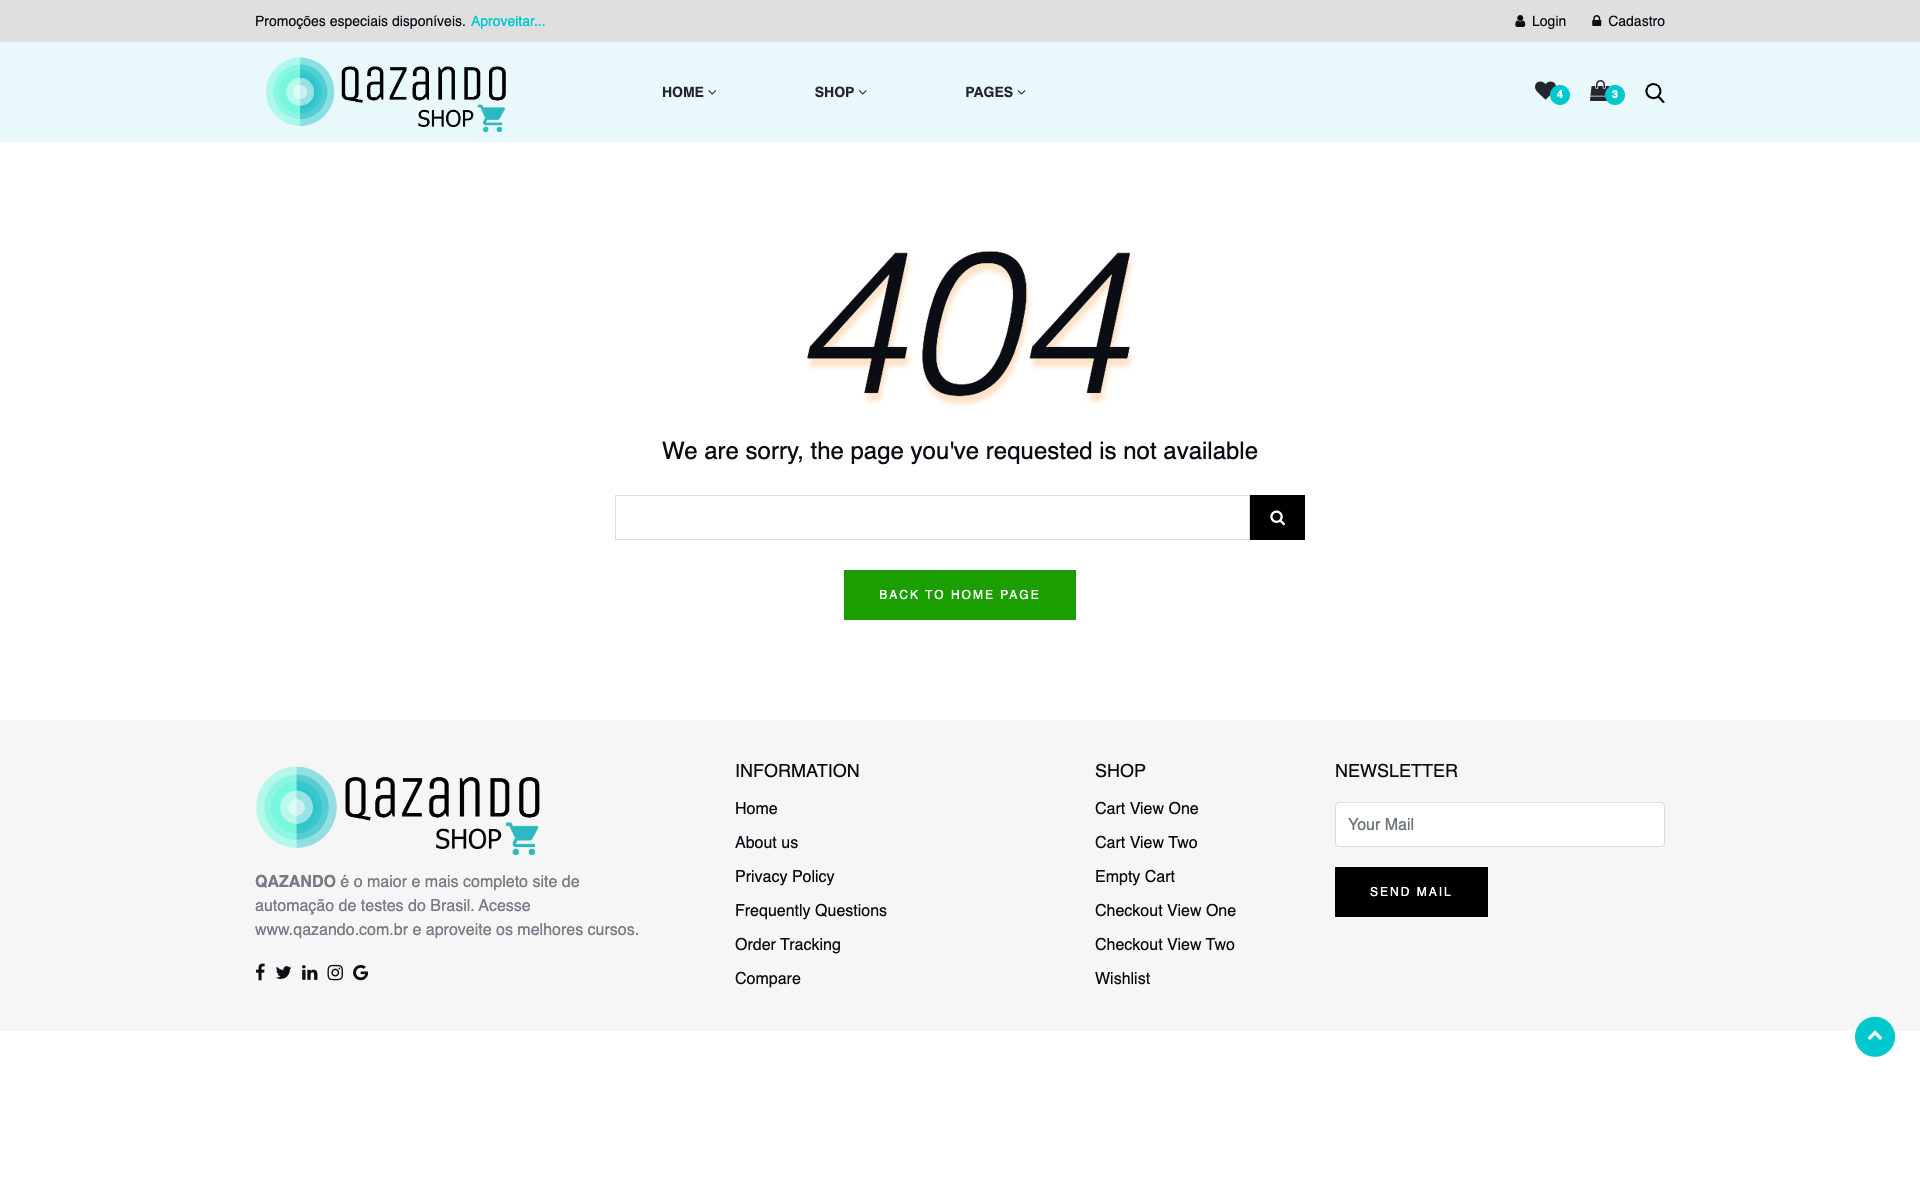 Promoções especiais disponíveis. Aproveitar...
Login
Cadastro
QAZANDO
SHOP
HOME
SHOP
PAGES
4
3
404
We are sorry, the page you've requested is not available
BACK TO HOME PAGE
QAZANDO
SHOP
QAZANDO é o maior e mais completo site de
automação de testes do Brasil. Acesse
www.qazando.com.br e aproveite os melhores cursos.
INFORMATION
Home
About us
Privacy Policy
Frequently Questions
Order Tracking
Compare
SHOP
Cart View One
Cart View Two
Empty Cart
Checkout View One
Checkout View Two
Wishlist
NEWSLETTER
Your Mail
SEND MAIL